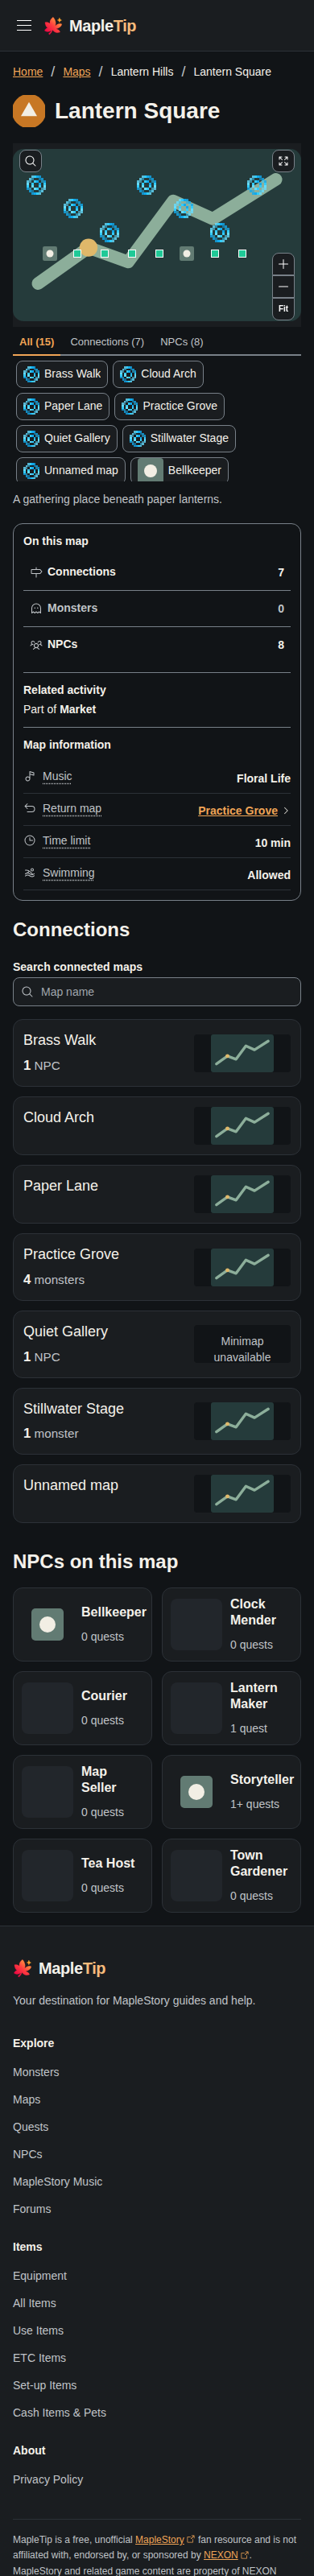 MapleTip
Home / Maps / Lantern Hills / Lantern Square
Lantern Square
Fit
All (15) Connections (7) NPCs (8)
Brass Walk Cloud Arch
Paper Lane Practice Grove
Quiet Gallery Stillwater Stage
Unnamed map Bellkeeper
A gathering place beneath paper lanterns.
On this map
Connections 7
Monsters 0
NPCs 8
Related activity
Part of Market
Map information
Music Floral Life
Return map Practice Grove
Time limit 10 min
Swimming Allowed
Connections
Search connected maps
Map name
Brass Walk
1 NPC
Cloud Arch
Paper Lane
Practice Grove
4 monsters
Quiet Gallery
1 NPC
Minimap
unavailable
Stillwater Stage
1 monster
Unnamed map
NPCs on this map
Bellkeeper
0 quests
Clock
Mender
0 quests
Courier
0 quests
Lantern
Maker
1 quest
Map
Seller
0 quests
Storyteller
1+ quests
Tea Host
0 quests
Town
Gardener
0 quests
MapleTip
Your destination for MapleStory guides and help.
Explore
Monsters
Maps
Quests
NPCs
MapleStory Music
Forums
Items
Equipment
All Items
Use Items
ETC Items
Set-up Items
Cash Items & Pets
About
Privacy Policy
MapleTip is a free, unofficial MapleStory fan resource and is not
affiliated with, endorsed by, or sponsored by NEXON.
MapleStory and related game content are property of NEXON